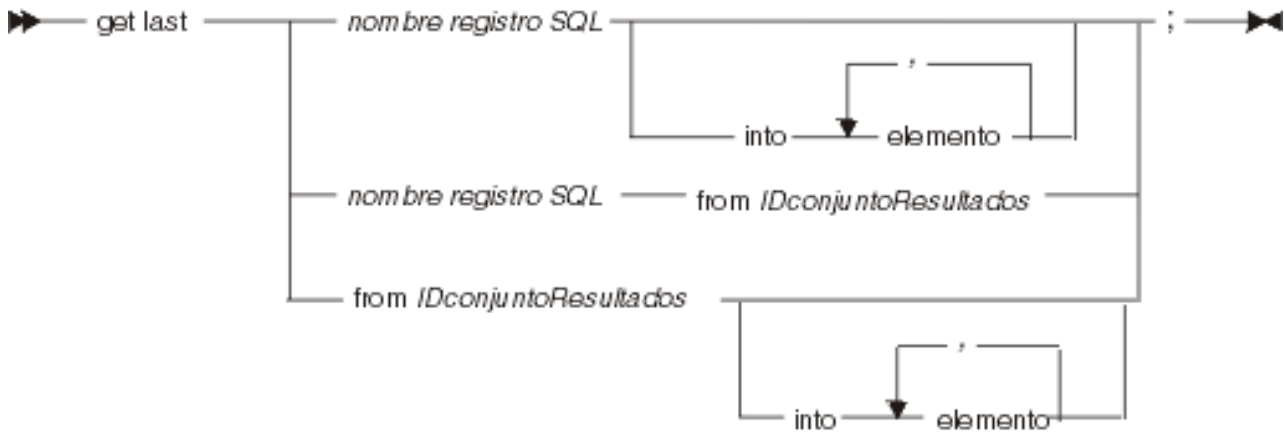 get last nombre registro SQL ;
,
into elemento
nombre registro SQL from IDconjuntoResultados
from IDconjuntoResultados
,
into elemento